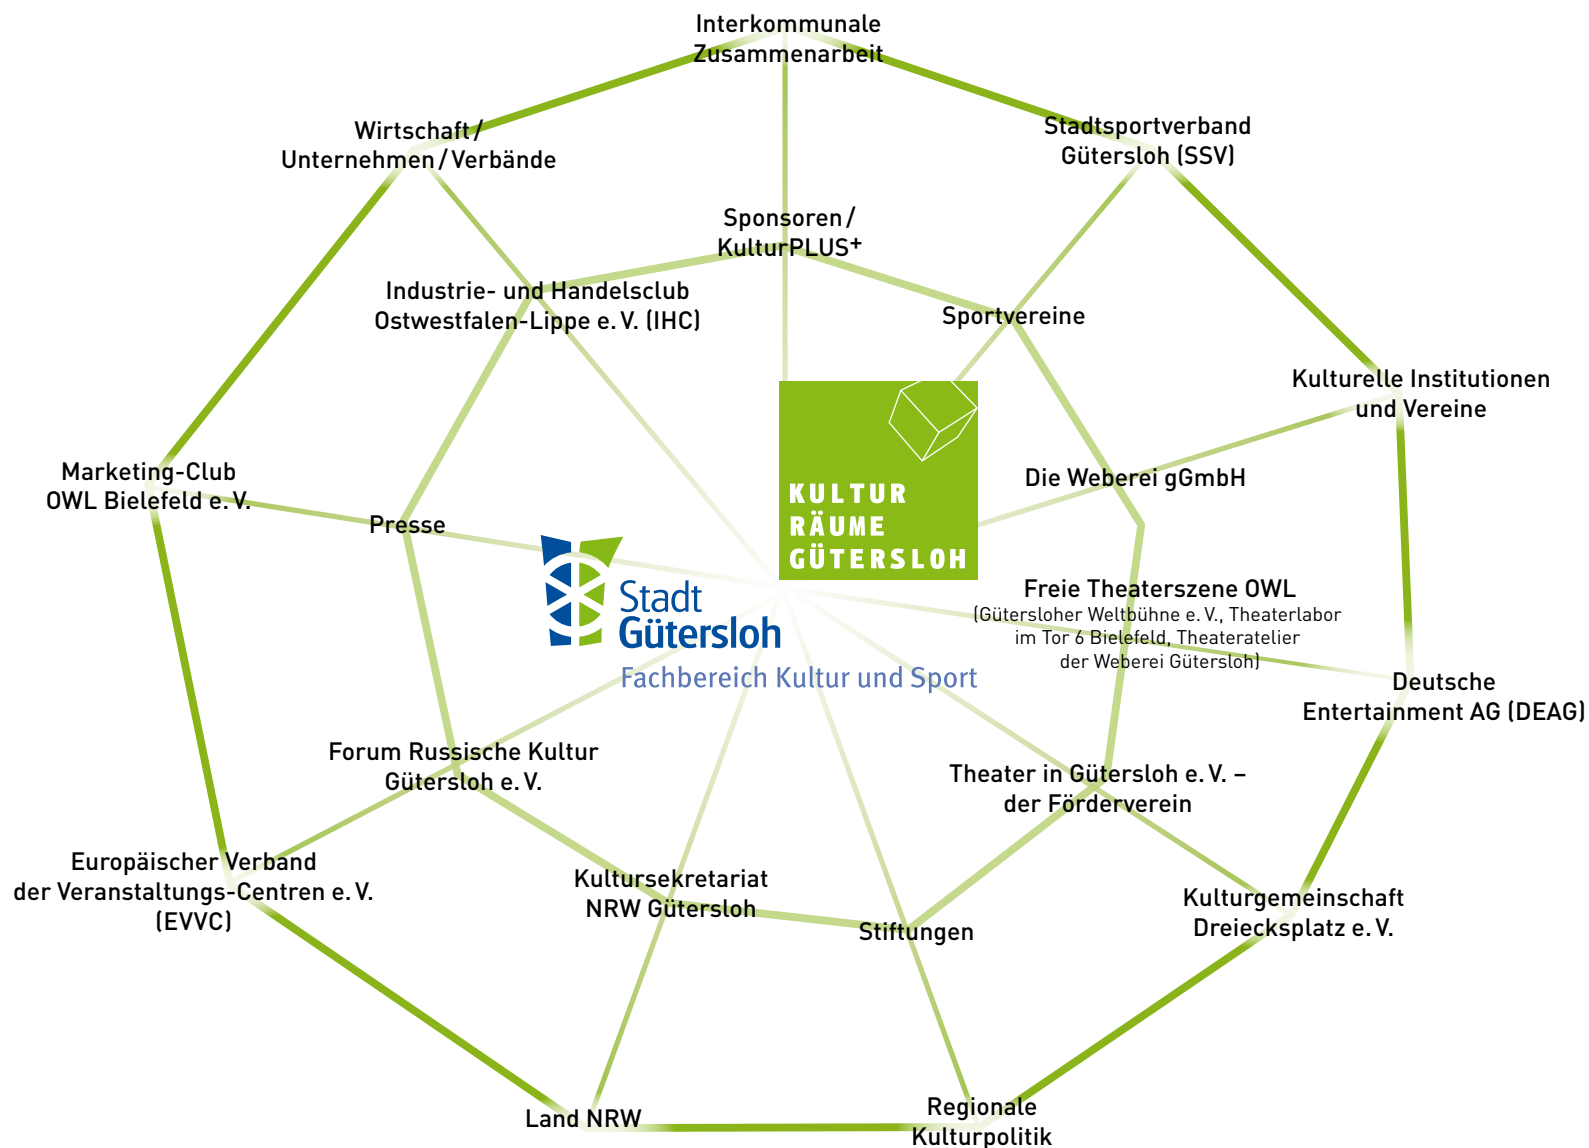 Interkommunale
Zusammenarbeit
Wirtschaft/
Unternehmen/Verbände
Stadtsportverband
Gütersloh (SSV)
Sponsoren/
KulturPLUS+
Industrie- und Handelsclub
Ostwestfalen-Lippe e. V. (IHC)
Sportvereine
Kulturelle Institutionen
und Vereine
Marketing-Club
OWL Bielefeld e. V.
Presse
Die Weberei gGmbH
KULTUR
RÄUME
GÜTERSLOH
Stadt
Gütersloh
Fachbereich Kultur und Sport
Freie Theaterszene OWL
(Gütersloher Weltbühne e. V., Theaterlabor
im Tor 6 Bielefeld, Theateratelier
der Weberei Gütersloh)
Deutsche
Entertainment AG (DEAG)
Forum Russische Kultur
Gütersloh e. V.
Theater in Gütersloh e. V. –
der Förderverein
Europäischer Verband
der Veranstaltungs-Centren e. V.
(EVVC)
Kultursekretariat
NRW Gütersloh
Stiftungen
Kulturgemeinschaft
Dreiecksplatz e. V.
Land NRW
Regionale
Kulturpolitik